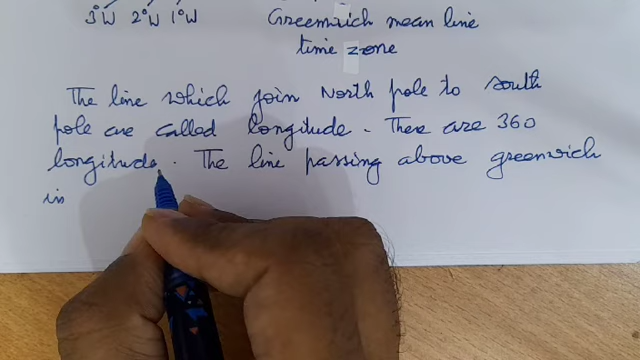 3°W 2°W 1°W Greenwich mean line
time zone
The line which join North pole to south
pole are called longitude. There are 360
longitude. The line passing above greenwich
in